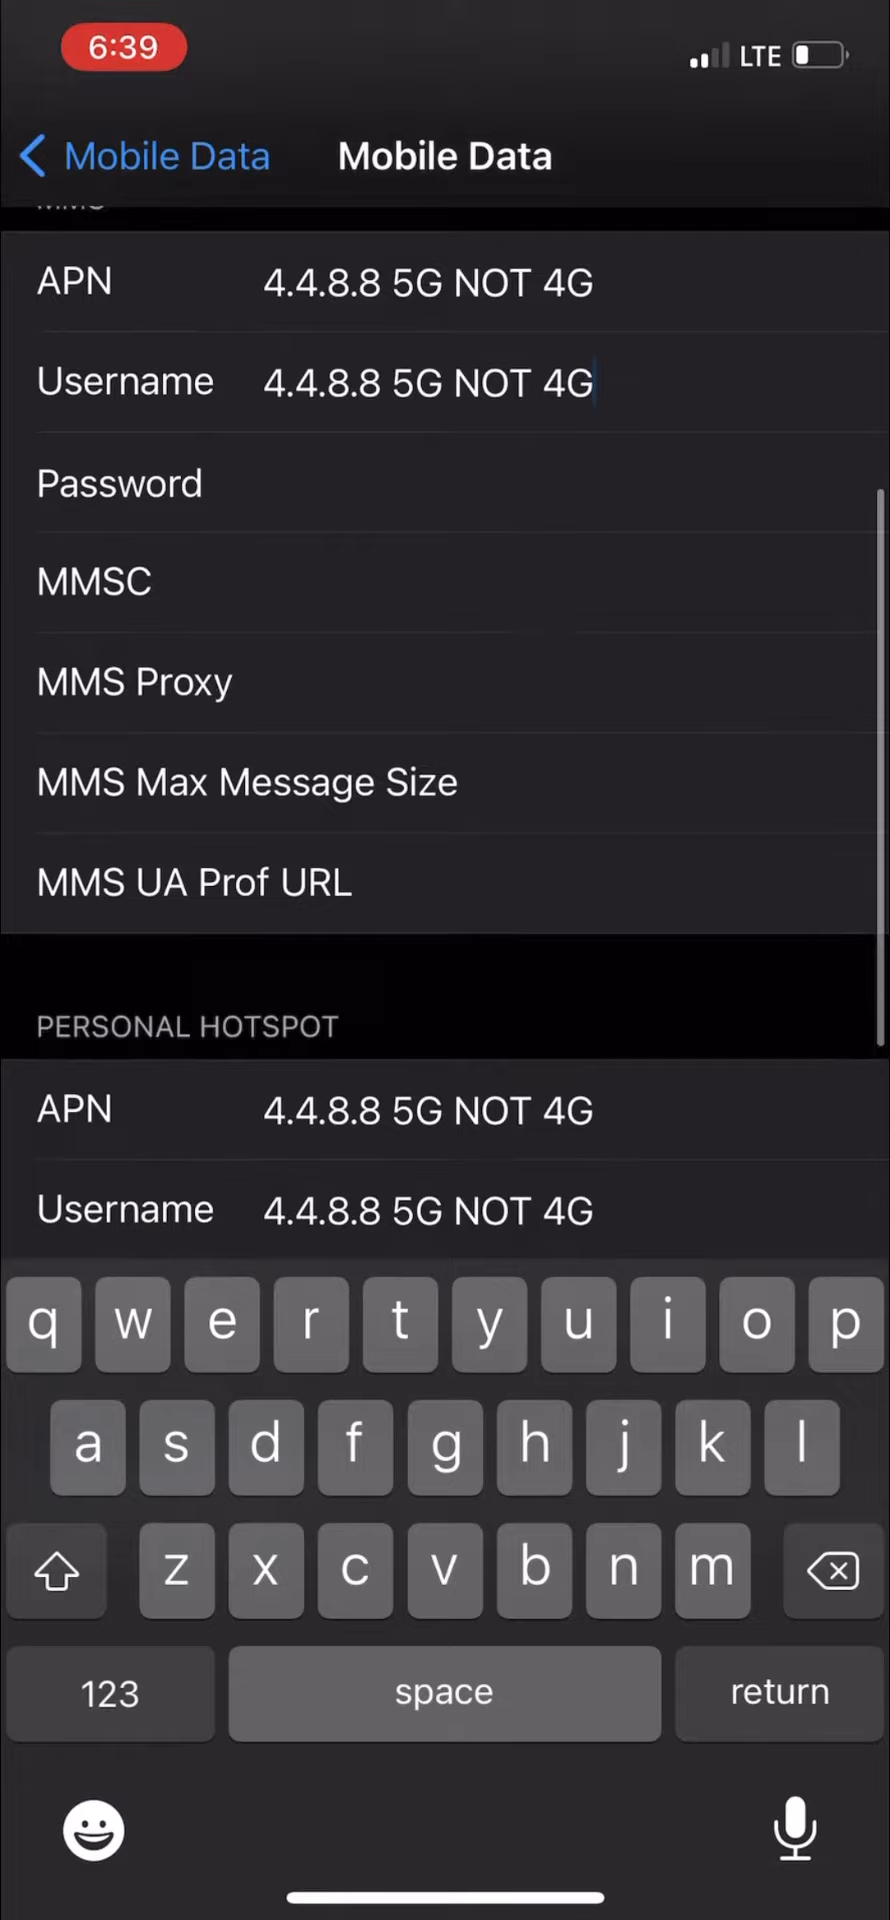 6:39
LTE
Mobile Data
Mobile Data
MMS
APN 4.4.8.8 5G NOT 4G
Username 4.4.8.8 5G NOT 4G
Password
MMSC
MMS Proxy
MMS Max Message Size
MMS UA Prof URL
PERSONAL HOTSPOT
APN 4.4.8.8 5G NOT 4G
Username 4.4.8.8 5G NOT 4G
q w e r t y u i o p
a s d f g h j k l
z x c v b n m
123 space return